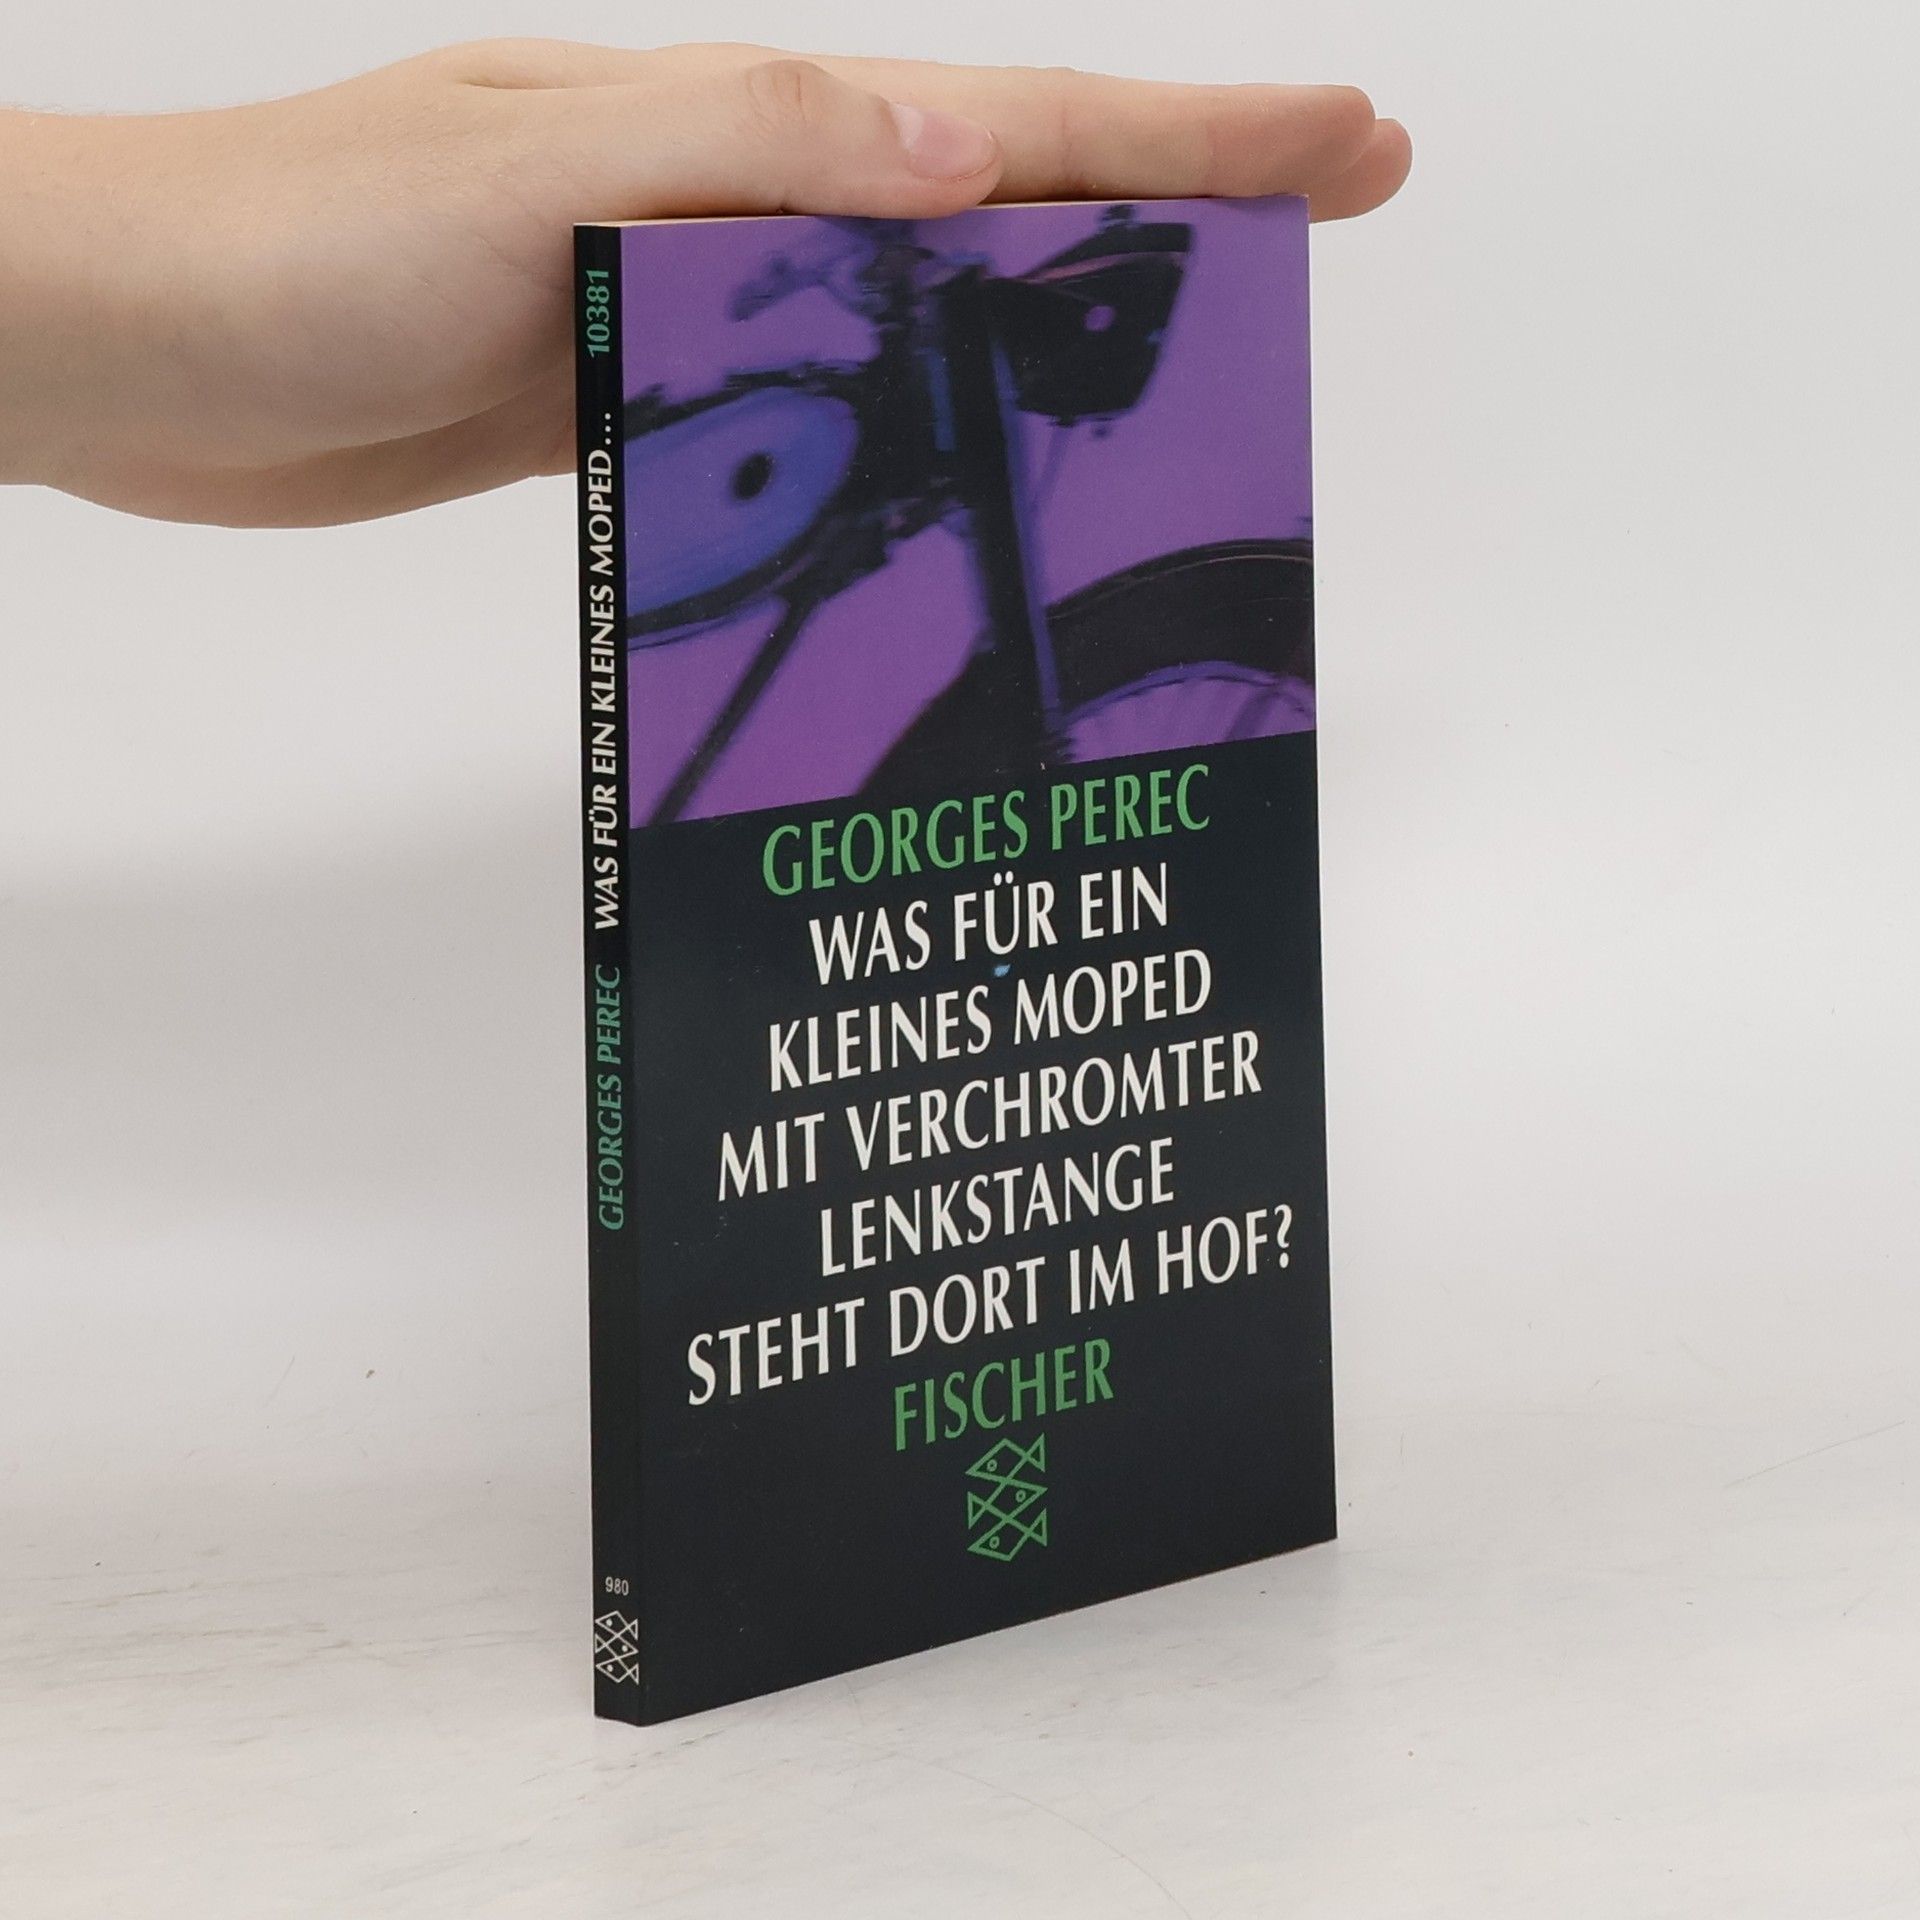 GEORGES PEREC
WAS FÜR EIN
KLEINES MOPED
MIT VERCHROMTER
LENKSTANGE
STEHT DORT IM HOF?
FISCHER
GEORGES PEREC WAS FÜR EIN KLEINES MOPED... 10381
980